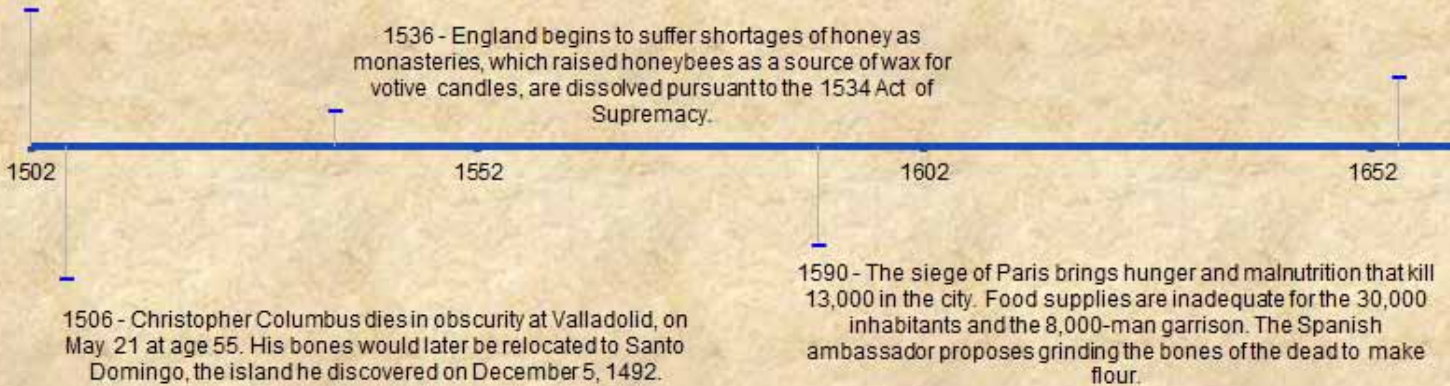 1536 - England begins to suffer shortages of honey as
monasteries, which raised honeybees as a source of wax for
votive candles, are dissolved pursuant to the 1534 Act of
Supremacy.
1502
1552
1602
1652
1506 - Christopher Columbus dies in obscurity at Valladolid, on
May 21 at age 55. His bones would later be relocated to Santo
Domingo, the island he discovered on December 5, 1492.
1590 - The siege of Paris brings hunger and malnutrition that kill
13,000 in the city. Food supplies are inadequate for the 30,000
inhabitants and the 8,000-man garrison. The Spanish
ambassador proposes grinding the bones of the dead to make
flour.